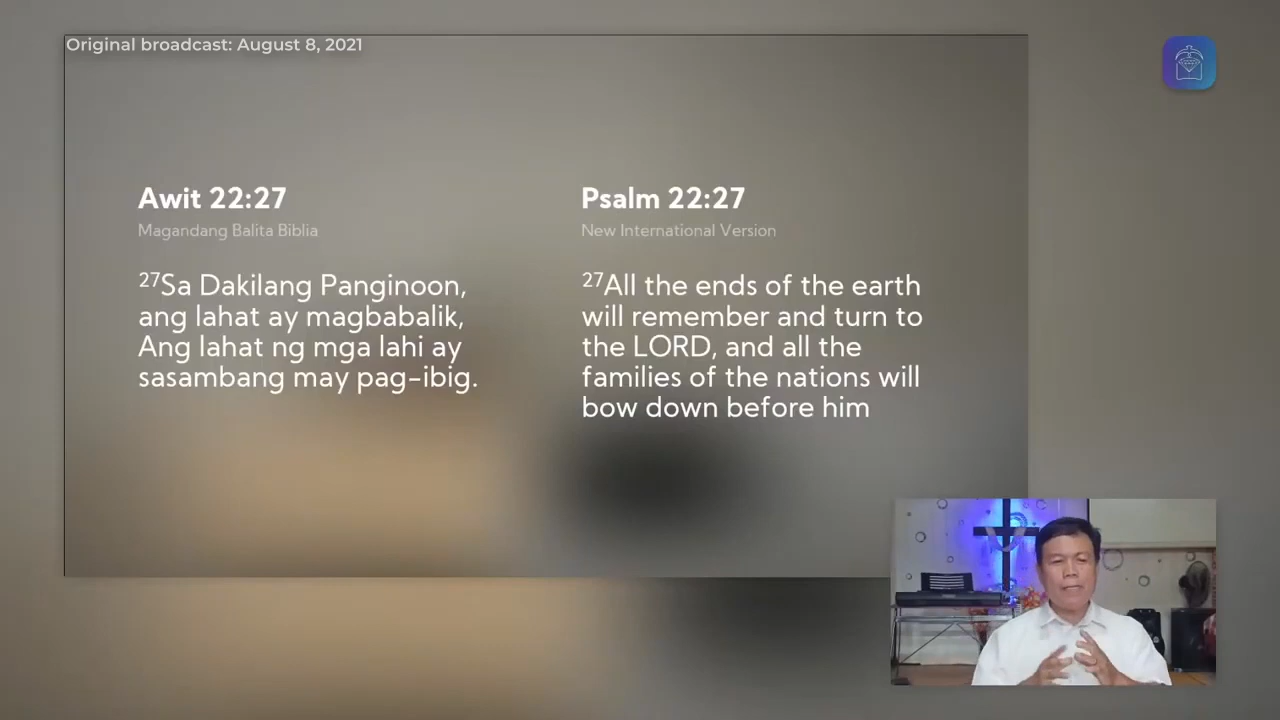 Original broadcast: August 8, 2021
Awit 22:27
Magandang Balita Biblia
27Sa Dakilang Panginoon,
ang lahat ay magbabalik,
Ang lahat ng mga lahi ay
sasambang may pag-ibig.
Psalm 22:27
New International Version
27All the ends of the earth
will remember and turn to
the LORD, and all the
families of the nations will
bow down before him